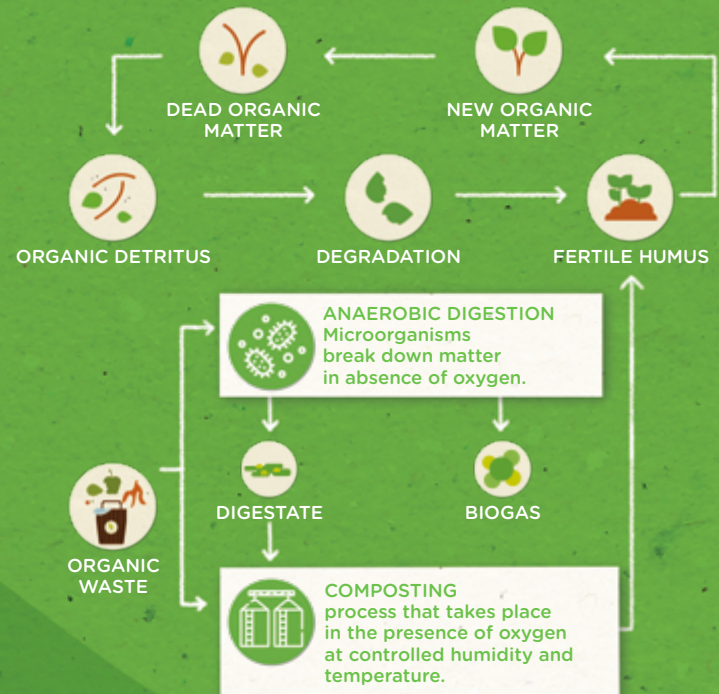 DEAD ORGANIC
MATTER
NEW ORGANIC
MATTER
ORGANIC DETRITUS
DEGRADATION
FERTILE HUMUS
ANAEROBIC DIGESTION
Microorganisms
break down matter
in absence of oxygen.
DIGESTATE
BIOGAS
ORGANIC
WASTE
COMPOSTING
process that takes place
in the presence of oxygen
at controlled humidity and
temperature.